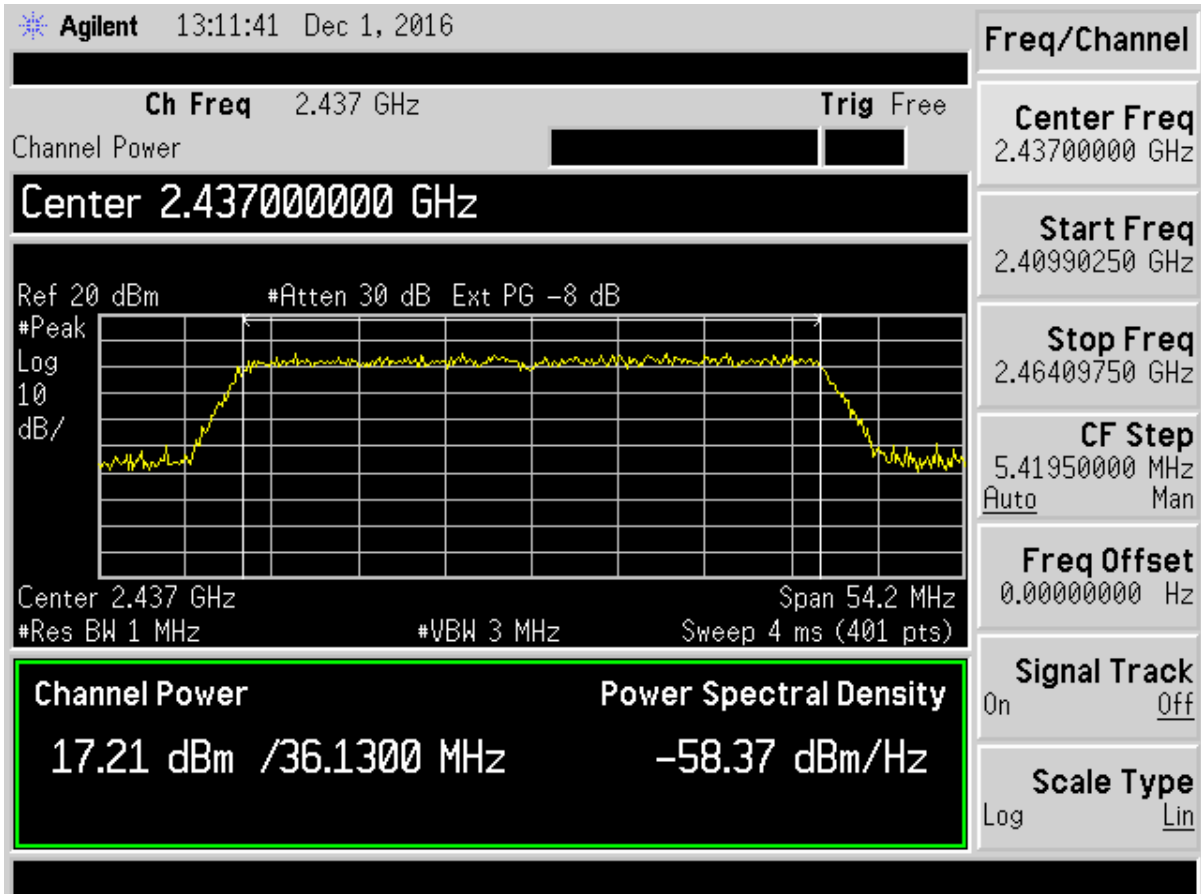 Agilent 13:11:41 Dec 1, 2016
Ch Freq 2.437 GHz Trig Free
Channel Power
Center 2.437000000 GHz
Ref 20 dBm #Atten 30 dB Ext PG -8 dB
#Peak
Log
10
dB/
Center 2.437 GHz Span 54.2 MHz
#Res BW 1 MHz #VBW 3 MHz Sweep 4 ms (401 pts)
Channel Power Power Spectral Density
17.21 dBm /36.1300 MHz -58.37 dBm/Hz
Freq/Channel
Center Freq
2.43700000 GHz
Start Freq
2.40990250 GHz
Stop Freq
2.46409750 GHz
CF Step
5.41950000 MHz
Auto Man
Freq Offset
0.00000000 Hz
Signal Track
On Off
Scale Type
Log Lin